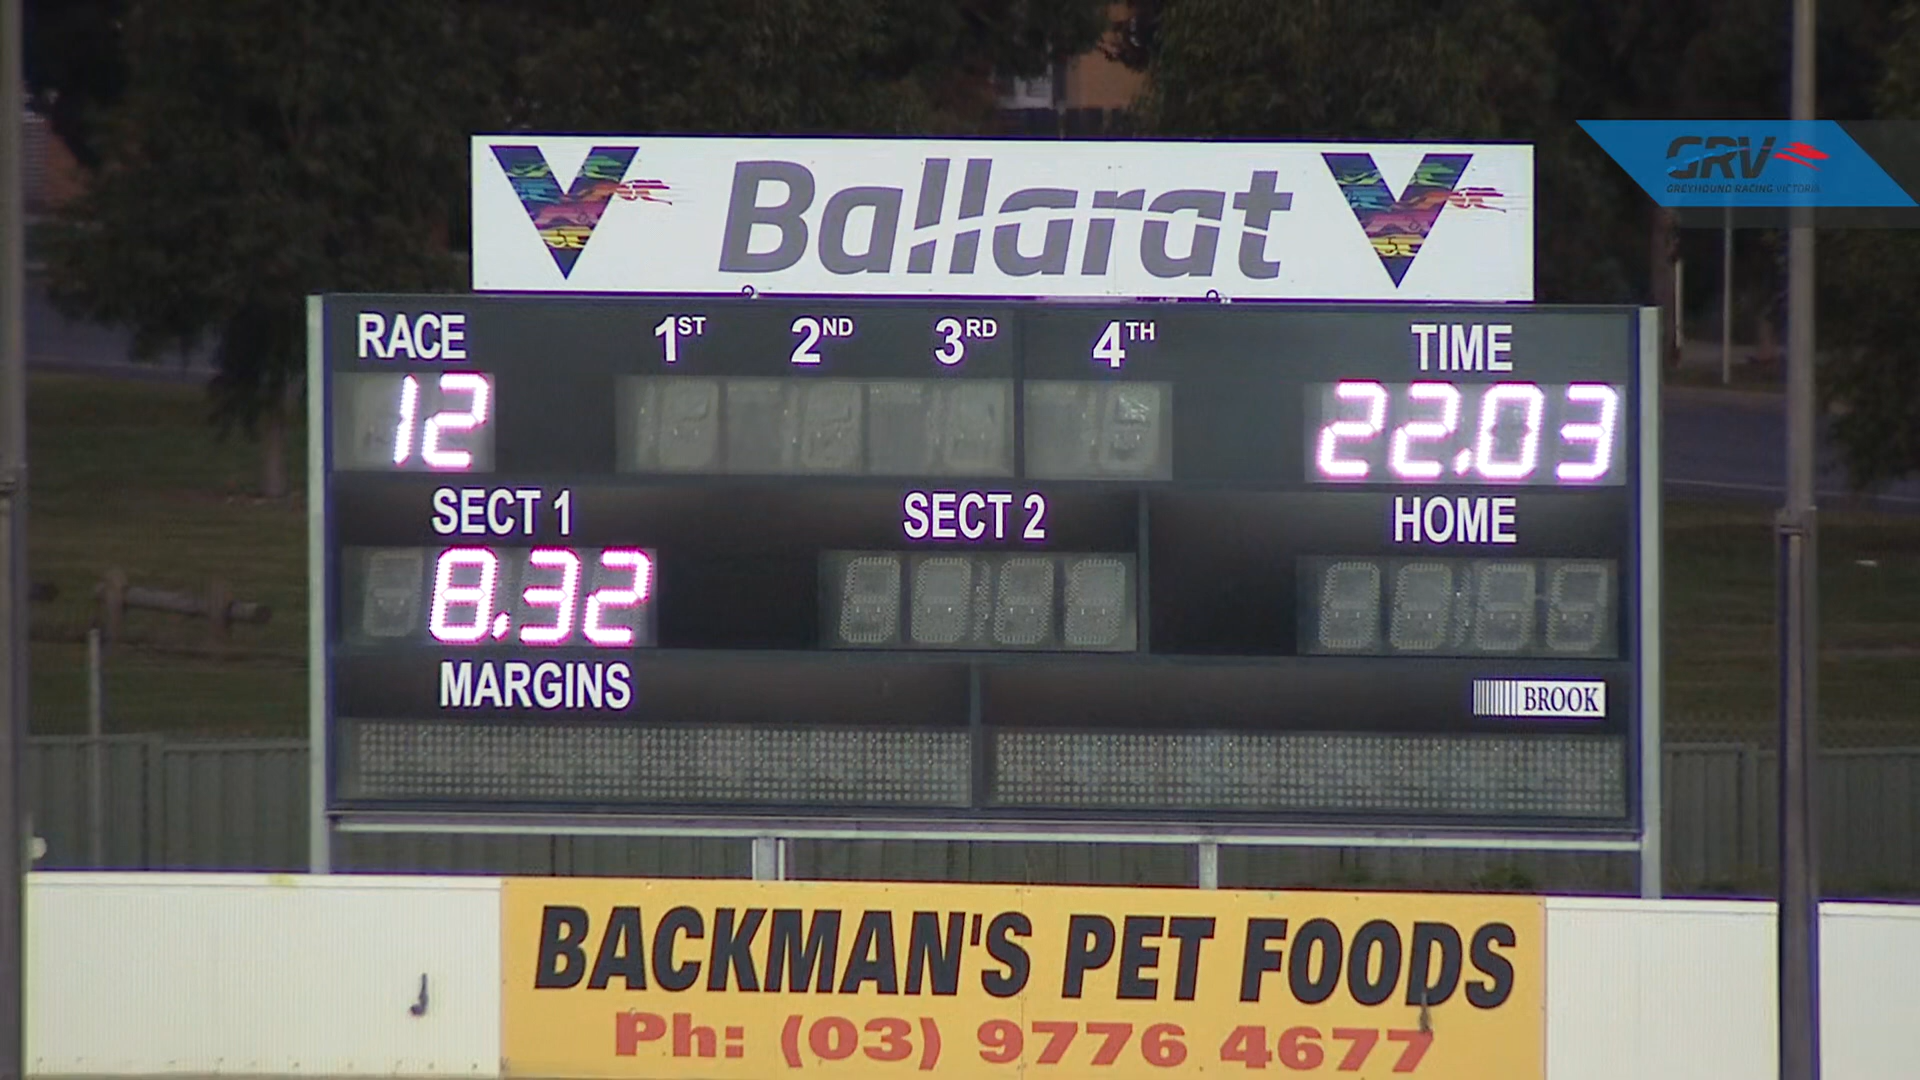 Ballarat
GRV
GREYHOUND RACING VICTORIA
RACE 1ST 2ND 3RD 4TH TIME
12 22.03
SECT 1 SECT 2 HOME
8.32
MARGINS
BROOK
BACKMAN'S PET FOODS
Ph: (03) 9776 4677